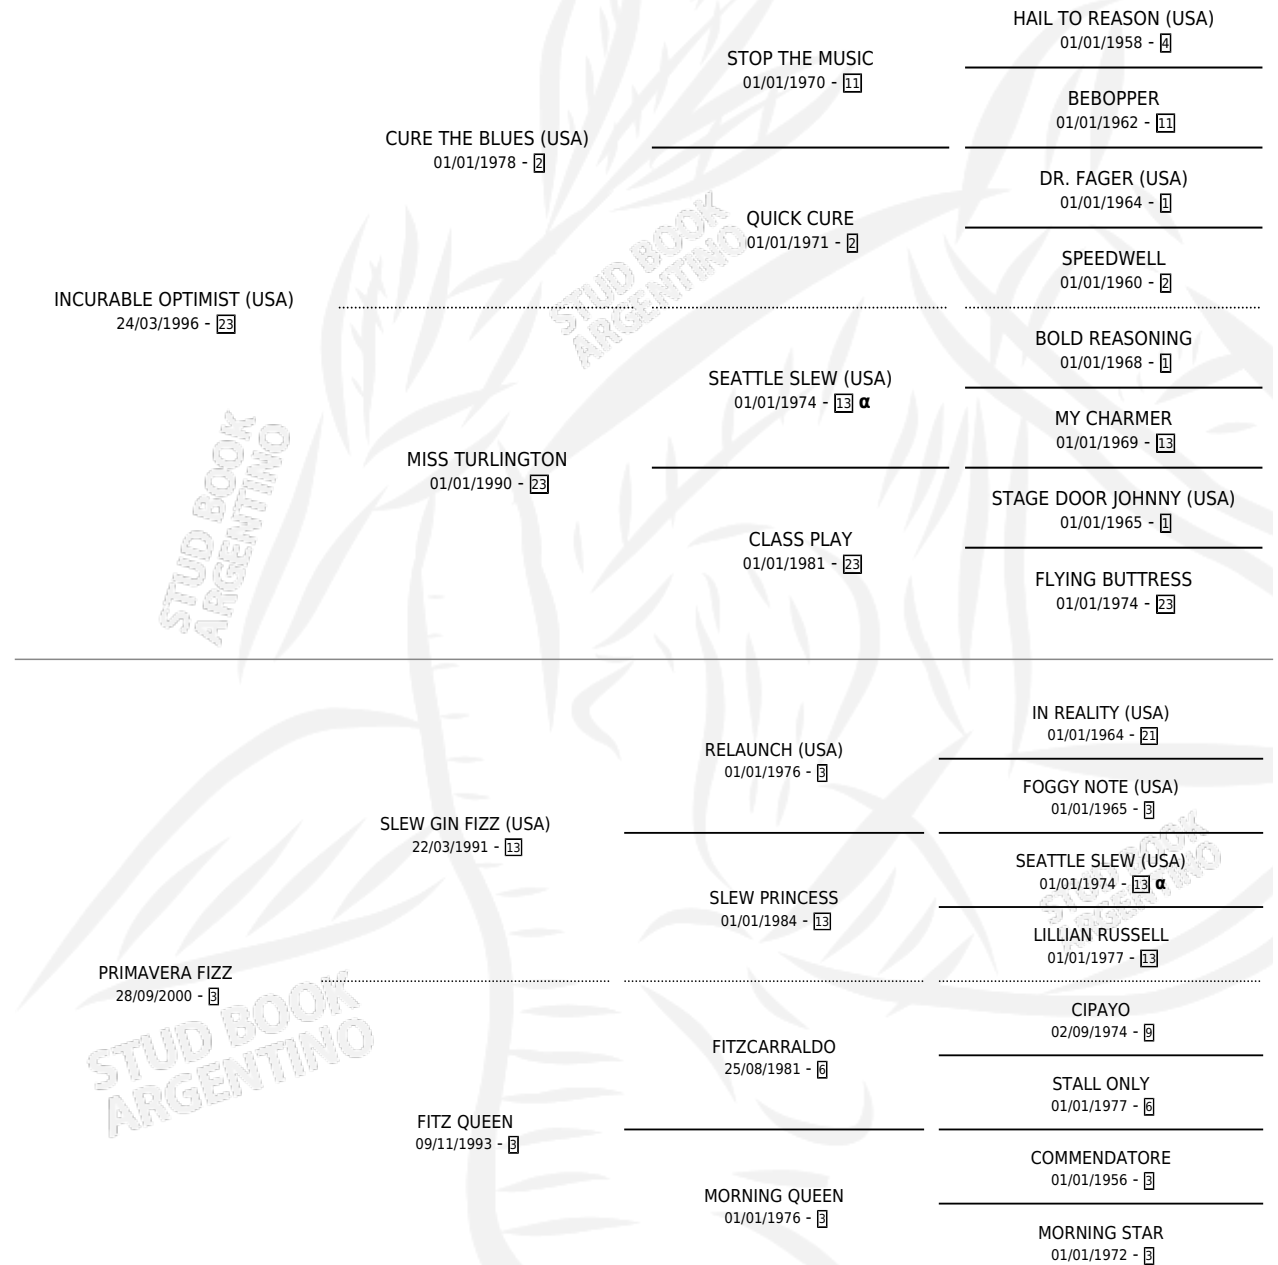 HAIL TO REASON (USA)
01/01/1958 - 4
STOP THE MUSIC
01/01/1970 - 11
BEBOPPER
01/01/1962 - 11
CURE THE BLUES (USA)
01/01/1978 - 2
DR. FAGER (USA)
01/01/1964 - 1
QUICK CURE
01/01/1971 - 2
SPEEDWELL
01/01/1960 - 2
INCURABLE OPTIMIST (USA)
24/03/1996 - 23
BOLD REASONING
01/01/1968 - 1
SEATTLE SLEW (USA)
01/01/1974 - 13 α
MY CHARMER
01/01/1969 - 13
MISS TURLINGTON
01/01/1990 - 23
STAGE DOOR JOHNNY (USA)
01/01/1965 - 1
CLASS PLAY
01/01/1981 - 23
FLYING BUTTRESS
01/01/1974 - 23
IN REALITY (USA)
01/01/1964 - 21
RELAUNCH (USA)
01/01/1976 - 3
FOGGY NOTE (USA)
01/01/1965 - 3
SLEW GIN FIZZ (USA)
22/03/1991 - 13
SEATTLE SLEW (USA)
01/01/1974 - 13 α
SLEW PRINCESS
01/01/1984 - 13
LILLIAN RUSSELL
01/01/1977 - 13
PRIMAVERA FIZZ
28/09/2000 - 3
CIPAYO
02/09/1974 - 9
FITZCARRALDO
25/08/1981 - 6
STALL ONLY
01/01/1977 - 6
FITZ QUEEN
09/11/1993 - 3
COMMENDATORE
01/01/1956 - 3
MORNING QUEEN
01/01/1976 - 3
MORNING STAR
01/01/1972 - 3
STUD BOOK
ARGENTINO
STUD BOOK
ARGENTINO
STUD BOOK
ARGENTINO
STUD BOOK
ARGENTINO